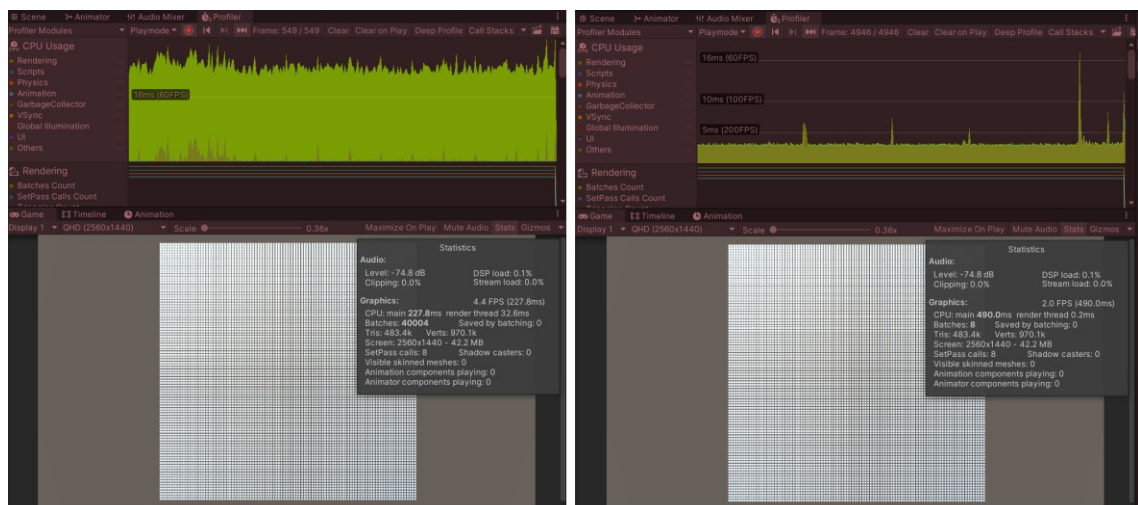 Scene Animator Audio Mixer Profiler
Profiler Modules Playmode Frame: 549 / 549 Clear Clear on Play Deep Profile Call Stacks
CPU Usage
Rendering
Scripts
Physics
Animation
GarbageCollector
VSync
Global Illumination
UI
Others
16ms (60FPS)
Rendering
Batches Count
SetPass Calls Count
Game Timeline Animation
Display 1 QHD (2560x1440) Scale 0.36x Maximize On Play Mute Audio Stats Gizmos
Statistics
Audio:
Level: -74.8 dB DSP load: 0.1%
Clipping: 0.0% Stream load: 0.0%
Graphics: 4.4 FPS (227.8ms)
CPU: main 227.8ms render thread 32.6ms
Batches: 40004 Saved by batching: 0
Tris: 483.4k Verts: 970.1k
Screen: 2560x1440 - 42.2 MB
SetPass calls: 8 Shadow casters: 0
Visible skinned meshes: 0
Animation components playing: 0
Animator components playing: 0
Scene Animator Audio Mixer Profiler
Profiler Modules Playmode Frame: 4946 / 4946 Clear Clear on Play Deep Profile Call Stacks
CPU Usage
Rendering
Scripts
Physics
Animation
GarbageCollector
VSync
Global Illumination
UI
Others
16ms (60FPS)
10ms (100FPS)
5ms (200FPS)
Rendering
Batches Count
SetPass Calls Count
Game Timeline Animation
Display 1 QHD (2560x1440) Scale 0.36x Maximize On Play Mute Audio Stats Gizmos
Statistics
Audio:
Level: -74.8 dB DSP load: 0.1%
Clipping: 0.0% Stream load: 0.0%
Graphics: 2.0 FPS (490.0ms)
CPU: main 490.0ms render thread 0.2ms
Batches: 8 Saved by batching: 0
Tris: 483.4k Verts: 970.1k
Screen: 2560x1440 - 42.2 MB
SetPass calls: 8 Shadow casters: 0
Visible skinned meshes: 0
Animation components playing: 0
Animator components playing: 0